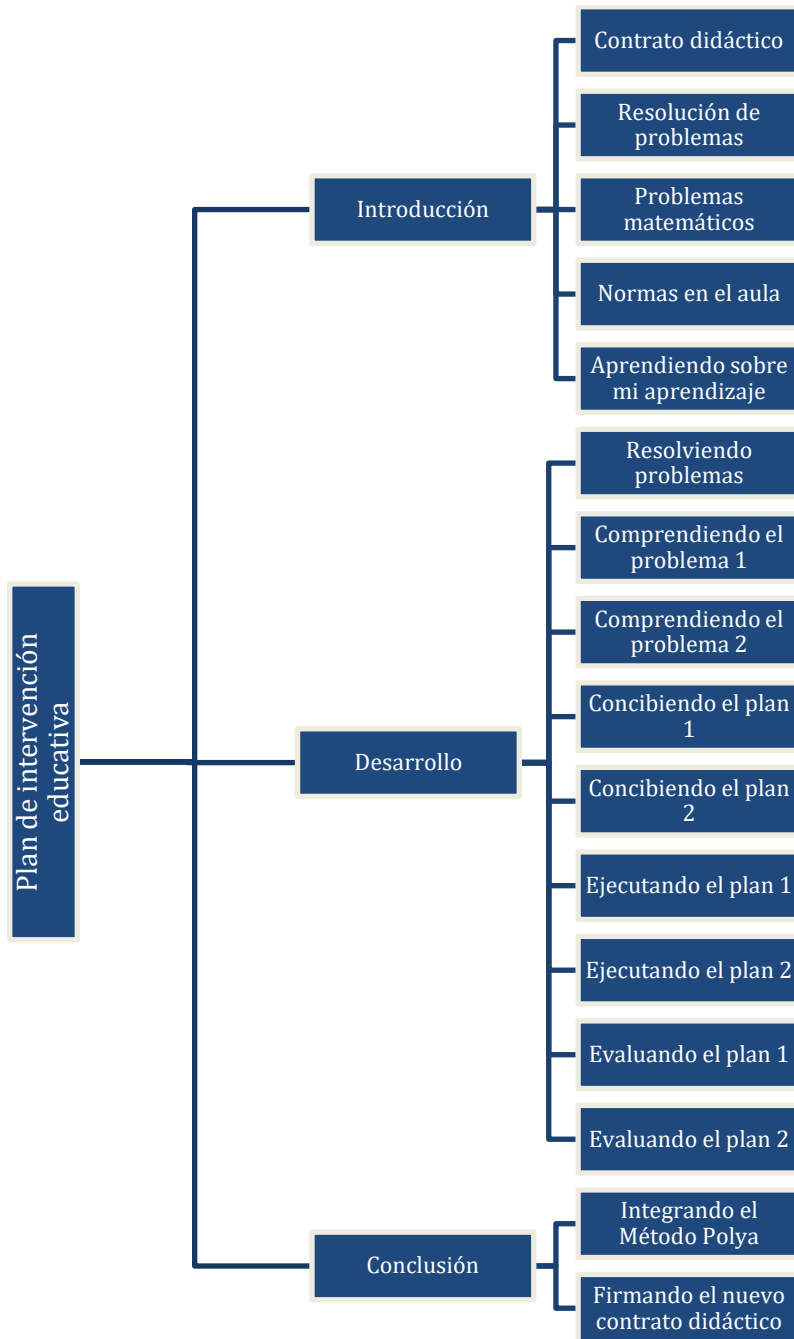 Plan de intervención
educativa
Introducción
Contrato didáctico
Resolución de
problemas
Problemas
matemáticos
Normas en el aula
Aprendiendo sobre
mi aprendizaje
Desarrollo
Resolviendo
problemas
Comprendiendo el
problema 1
Comprendiendo el
problema 2
Concibiendo el plan
1
Concibiendo el plan
2
Ejecutando el plan 1
Ejecutando el plan 2
Evaluando el plan 1
Evaluando el plan 2
Conclusión
Integrando el
Método Polya
Firmando el nuevo
contrato didáctico